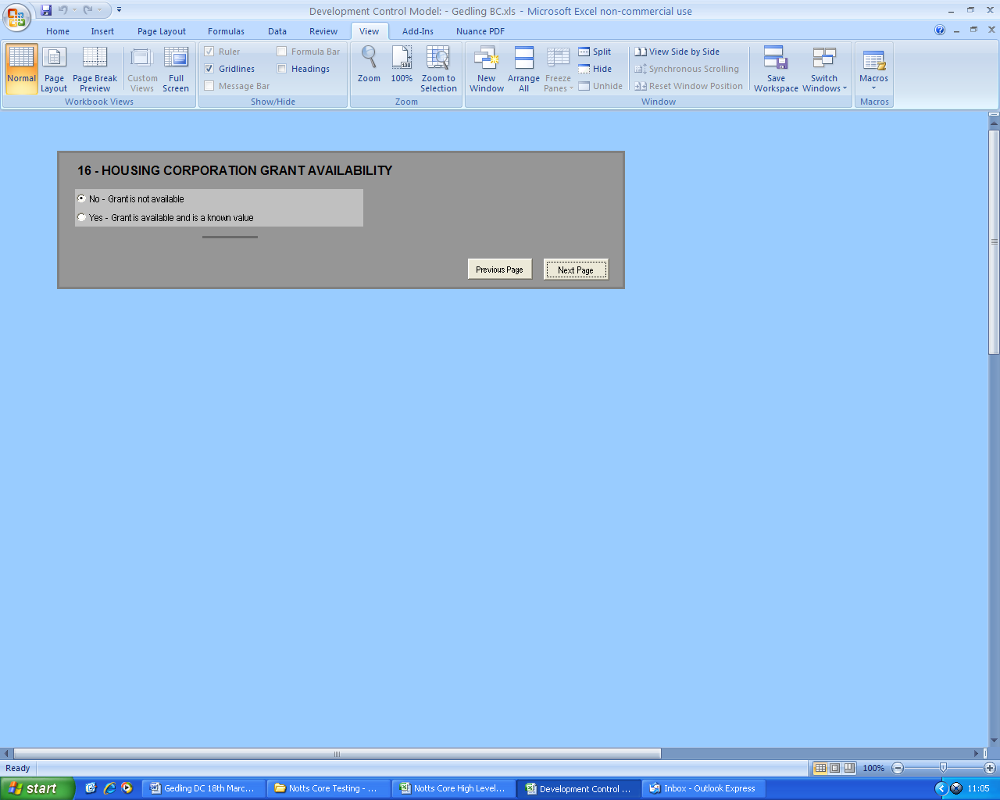 Development Control Model: - Gedling BC.xls - Microsoft Excel non-commercial use
Home Insert Page Layout Formulas Data Review View Add-Ins Nuance PDF
Normal
Page Layout
Page Break Preview
Custom Views
Full Screen
Workbook Views
Ruler
Gridlines
Message Bar
Formula Bar
Headings
Show/Hide
Zoom
100%
Zoom to Selection
Zoom
New Window
Arrange All
Freeze Panes
Split
Hide
Unhide
View Side by Side
Synchronous Scrolling
Reset Window Position
Save Workspace
Switch Windows
Window
Macros
Macros
16 - HOUSING CORPORATION GRANT AVAILABILITY
No - Grant is not available
Yes - Grant is available and is a known value
Previous Page Next Page
Ready 100%
start Gedling DC 18th Marc... Notts Core Testing - ... Notts Core High Level... Development Control ... Inbox - Outlook Express 11:05